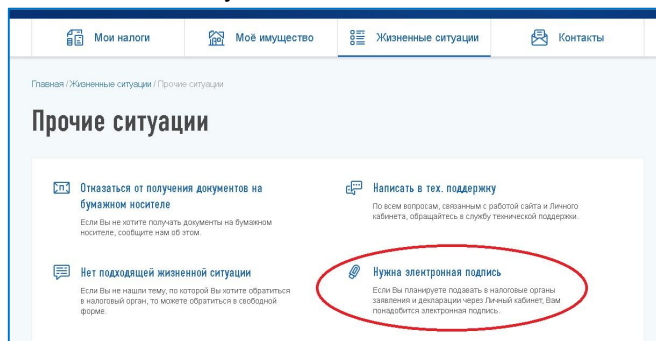 Мои налоги
Моё имущество
Жизненные ситуации
Контакты
Главная / Жизненные ситуации / Прочие ситуации
Прочие ситуации
Отказаться от получения документов на
бумажном носителе
Если Вы не хотите получать документы на бумажном
носителе, сообщите нам об этом.
Написать в тех. поддержку
По всем вопросам, связанным с работой сайта и Личного
кабинета, обращайтесь в службу технической поддержки.
Нет подходящей жизненной ситуации
Если Вы не нашли тему, по которой Вы хотите обратиться
в налоговый орган, то можете обратиться в свободной
форме.
Нужна электронная подпись
Если Вы планируете подавать в налоговые органы
заявления и декларации через Личный кабинет, Вам
понадобится электронная подпись.